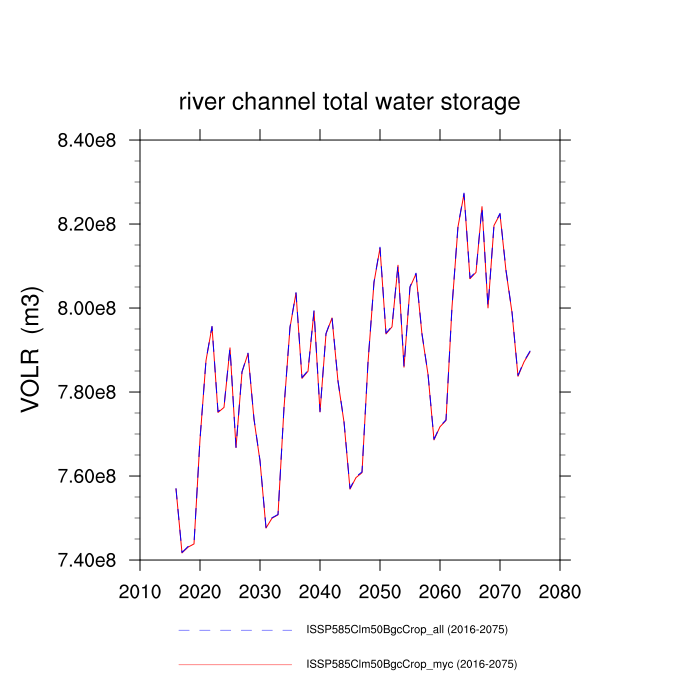 river channel total water storage
8.40e8
8.20e8
8.00e8
7.80e8
7.60e8
7.40e8
VOLR (m3)
2010 2020 2030 2040 2050 2060 2070 2080
ISSP585Clm50BgcCrop_all (2016-2075)
ISSP585Clm50BgcCrop_myc (2016-2075)